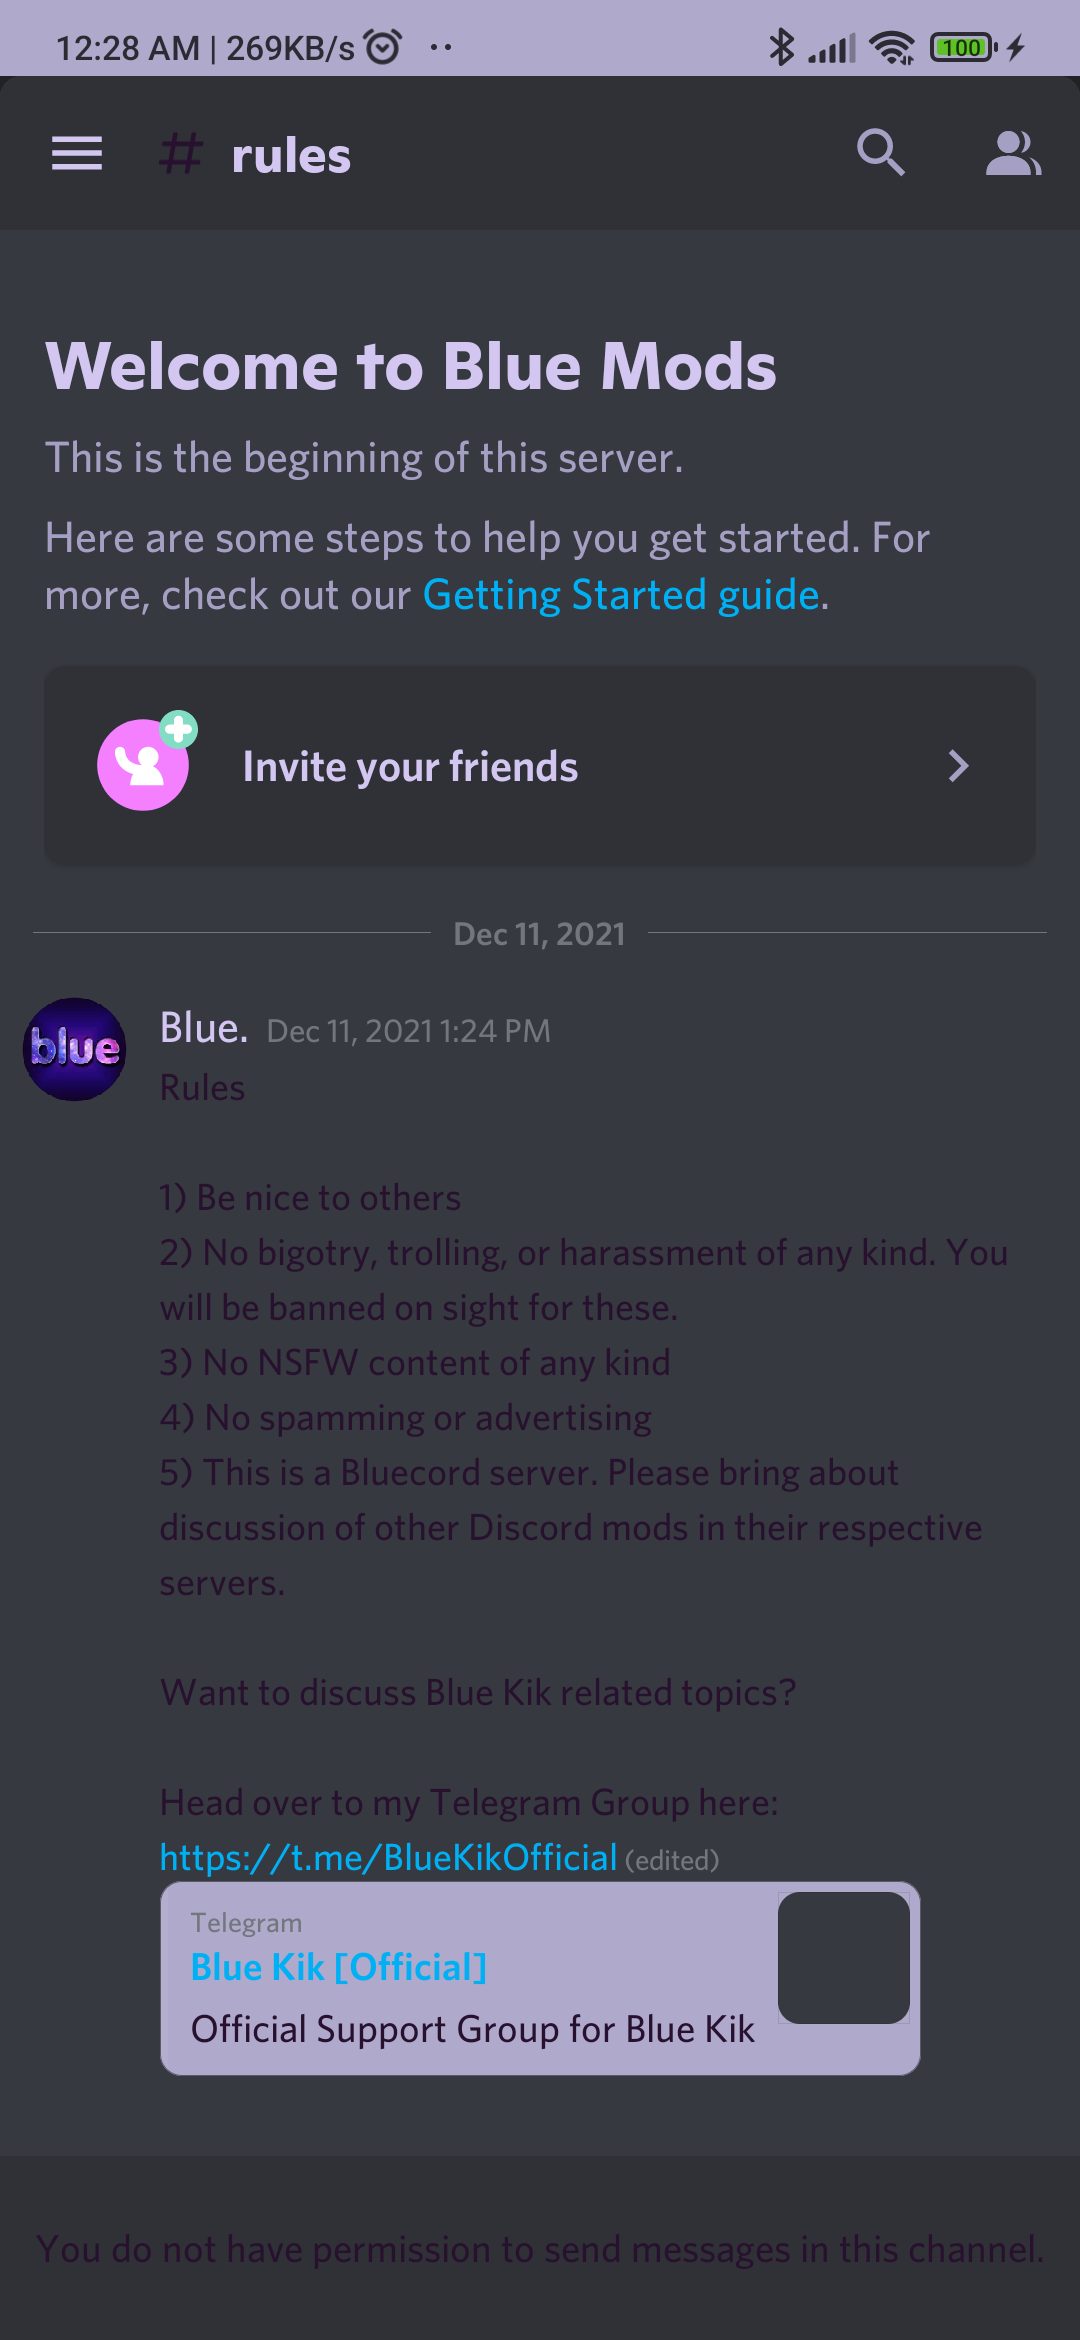 12:28 AM | 269KB/s
100
# rules
Welcome to Blue Mods
This is the beginning of this server.
Here are some steps to help you get started. For
more, check out our Getting Started guide.
Invite your friends
Dec 11, 2021
blue
Blue. Dec 11, 2021 1:24 PM
Rules
1) Be nice to others
2) No bigotry, trolling, or harassment of any kind. You
will be banned on sight for these.
3) No NSFW content of any kind
4) No spamming or advertising
5) This is a Bluecord server. Please bring about
discussion of other Discord mods in their respective
servers.
Want to discuss Blue Kik related topics?
Head over to my Telegram Group here:
https://t.me/BlueKikOfficial (edited)
Telegram
Blue Kik [Official]
Official Support Group for Blue Kik
You do not have permission to send messages in this channel.